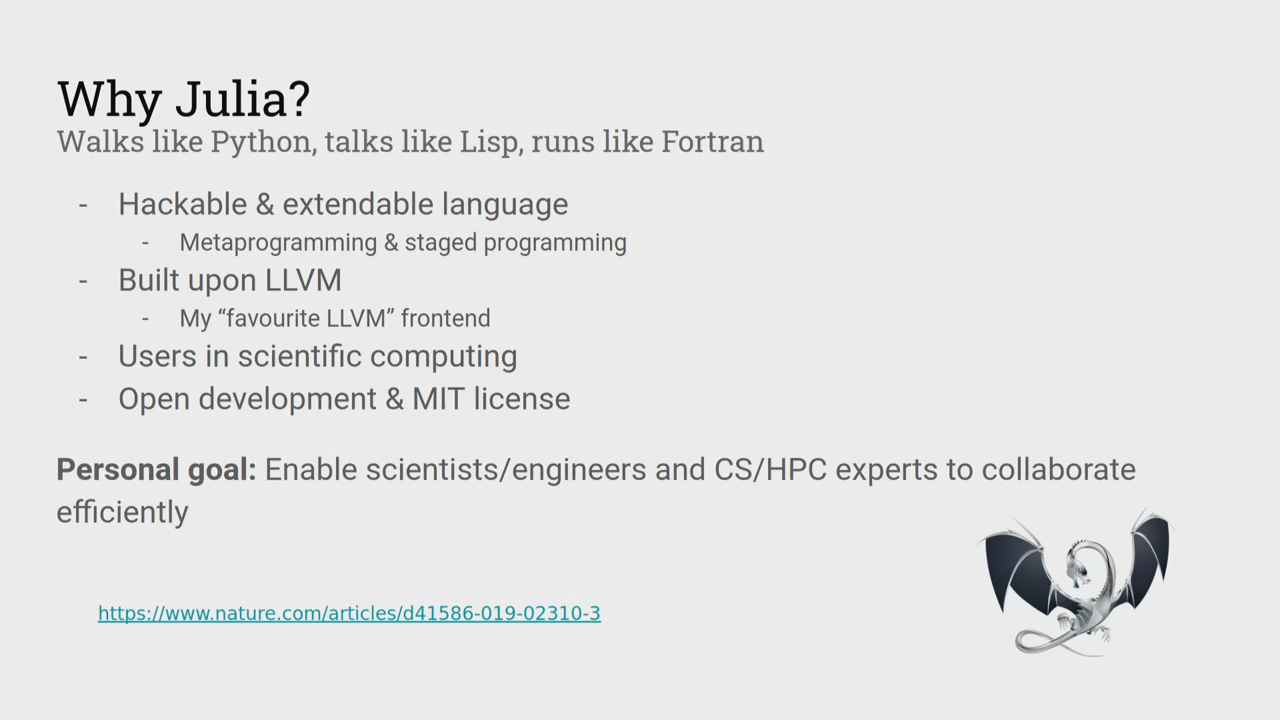 Why Julia?
Walks like Python, talks like Lisp, runs like Fortran
- Hackable & extendable language
- Metaprogramming & staged programming
- Built upon LLVM
- My “favourite LLVM” frontend
- Users in scientific computing
- Open development & MIT license
Personal goal: Enable scientists/engineers and CS/HPC experts to collaborate
efficiently
https://www.nature.com/articles/d41586-019-02310-3